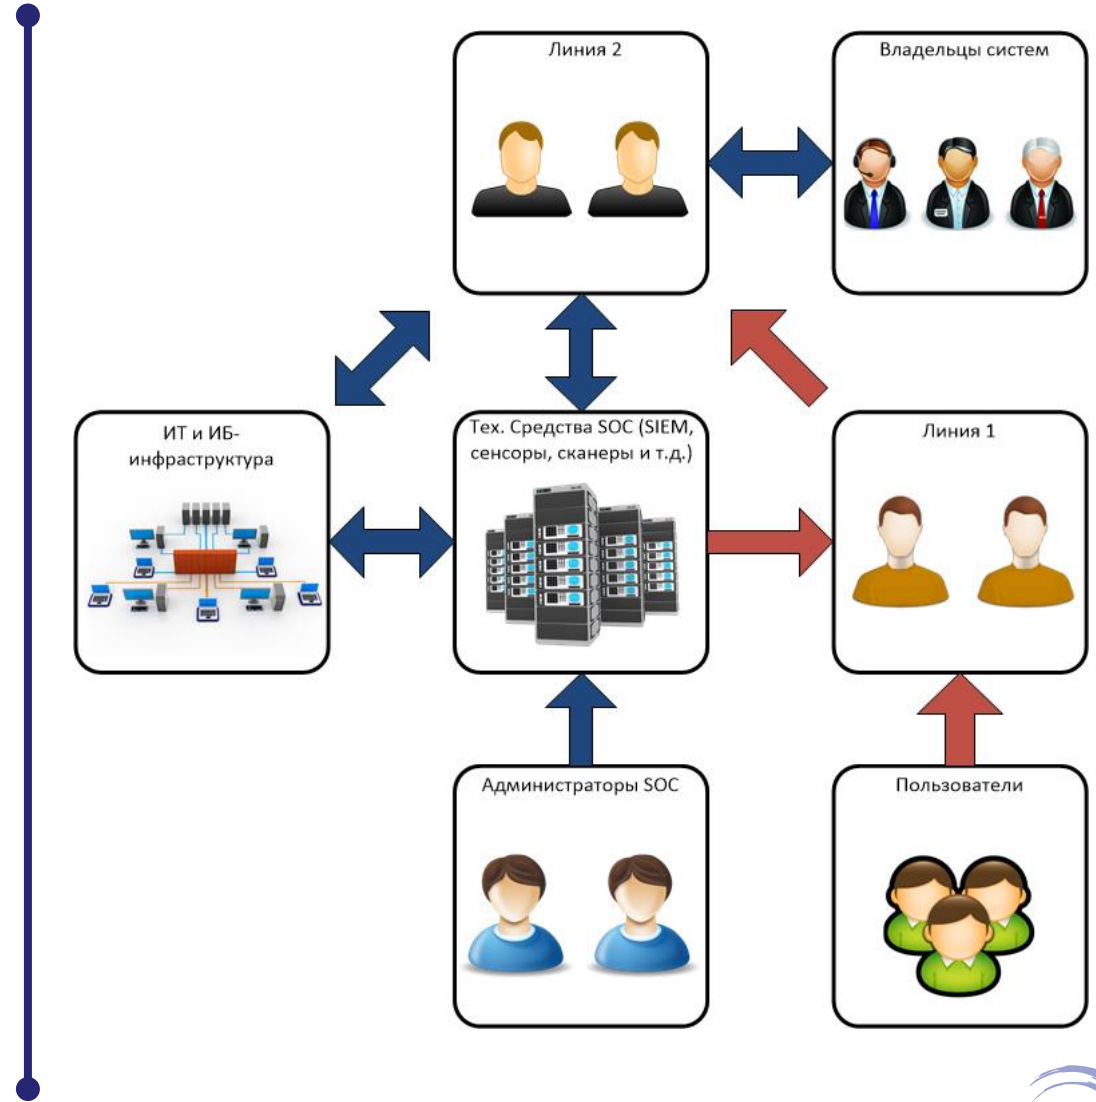 Линия 2
Владельцы систем
ИТ и ИБ-
инфраструктура
Тех. Средства SOC (SIEM,
сенсоры, сканеры и т.д.)
Линия 1
Администраторы SOC
Пользователи